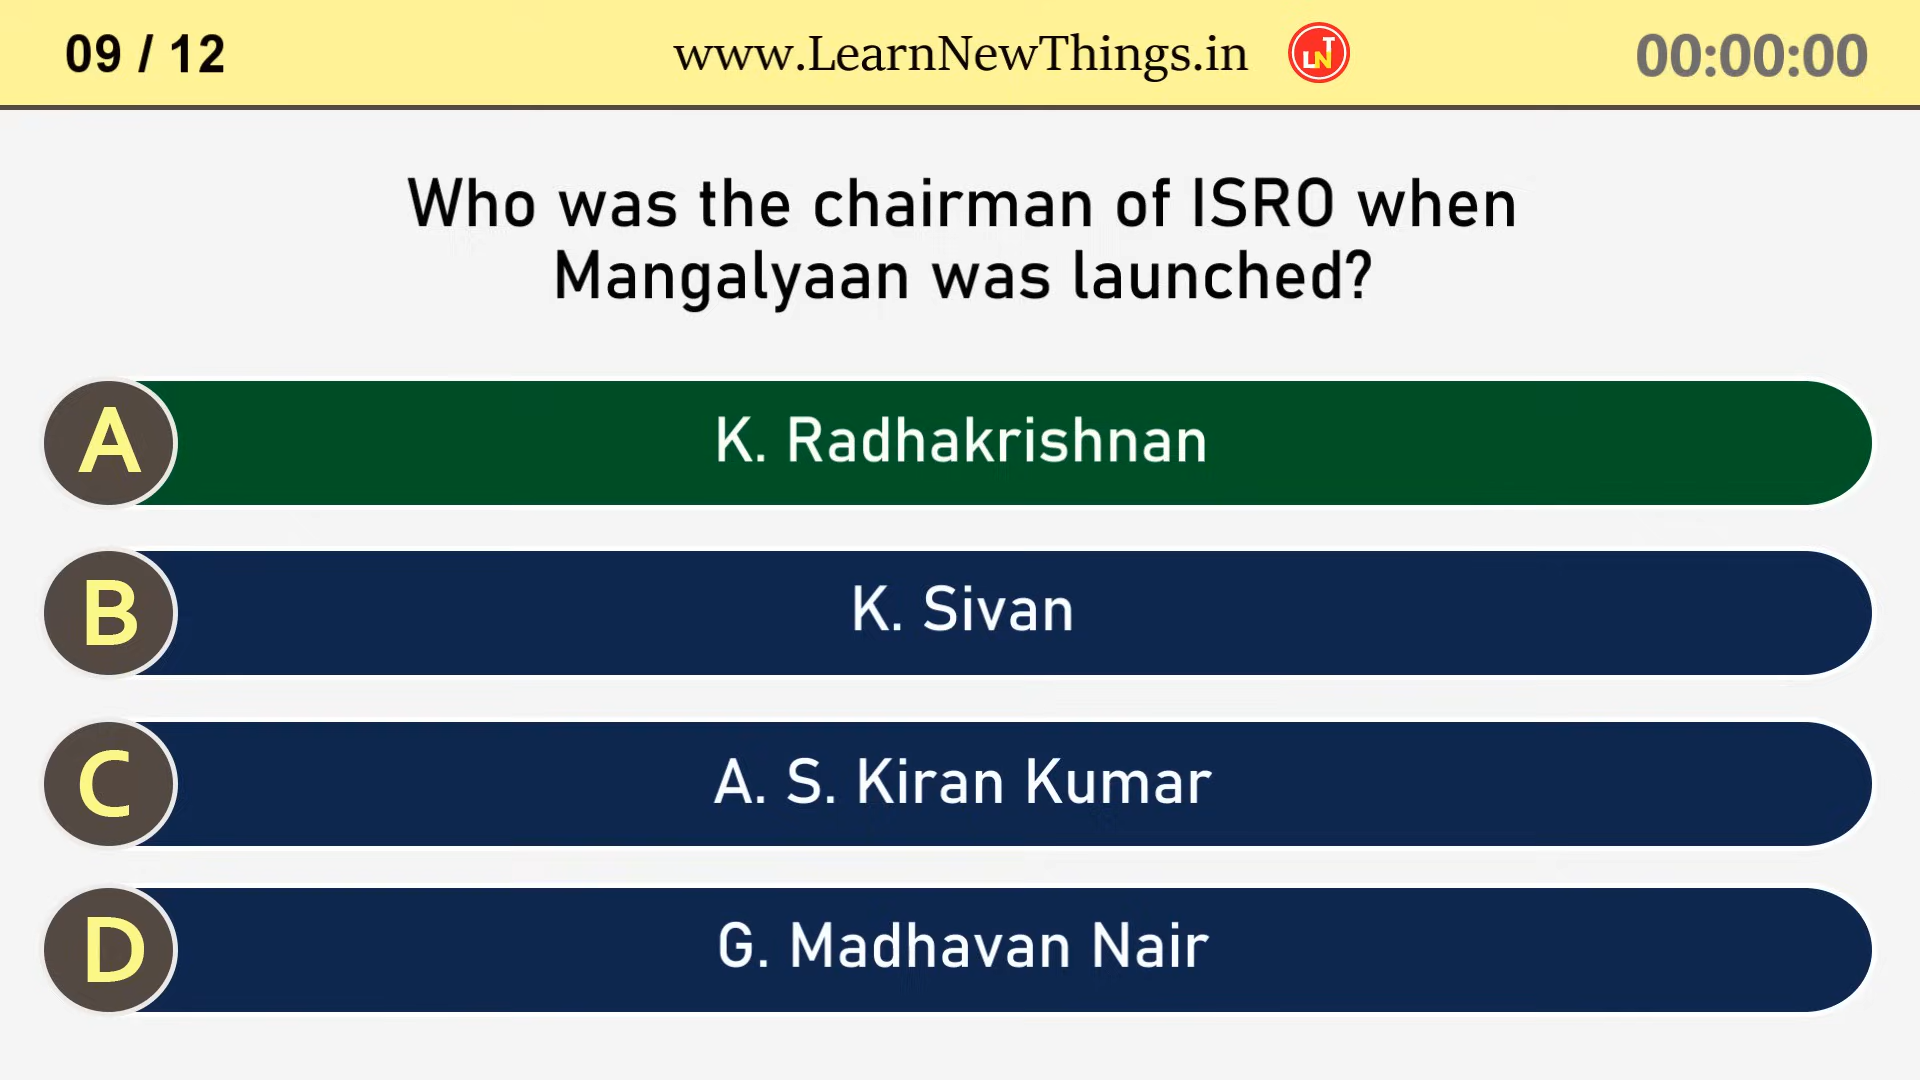 09 / 12
www.LearnNewThings.in
LNT
00:00:00
Who was the chairman of ISRO when
Mangalyaan was launched?
A
K. Radhakrishnan
B
K. Sivan
C
A. S. Kiran Kumar
D
G. Madhavan Nair